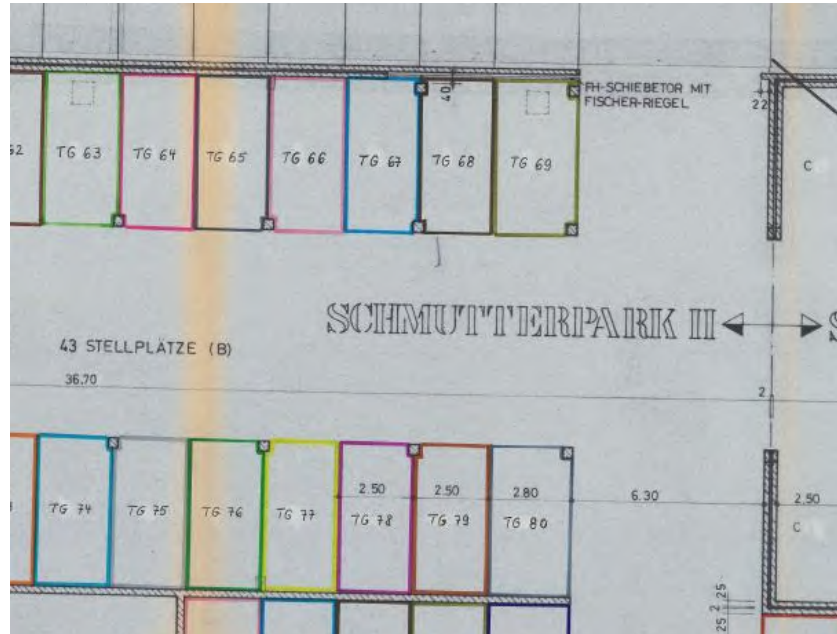 40
FH-SCHIEBETOR MIT
FISCHER-RIEGEL
22
62 TG 63 TG 64 TG 65 TG 66 TG 67 TG 68 TG 69
C
SCHMUTTERPARK II
43 STELLPLÄTZE (B)
36.70
2
2.50 2.50 2.80 6.30 2.50
TG 74 TG 75 TG 76 TG 77 TG 78 TG 79 TG 80
C
25 2 25